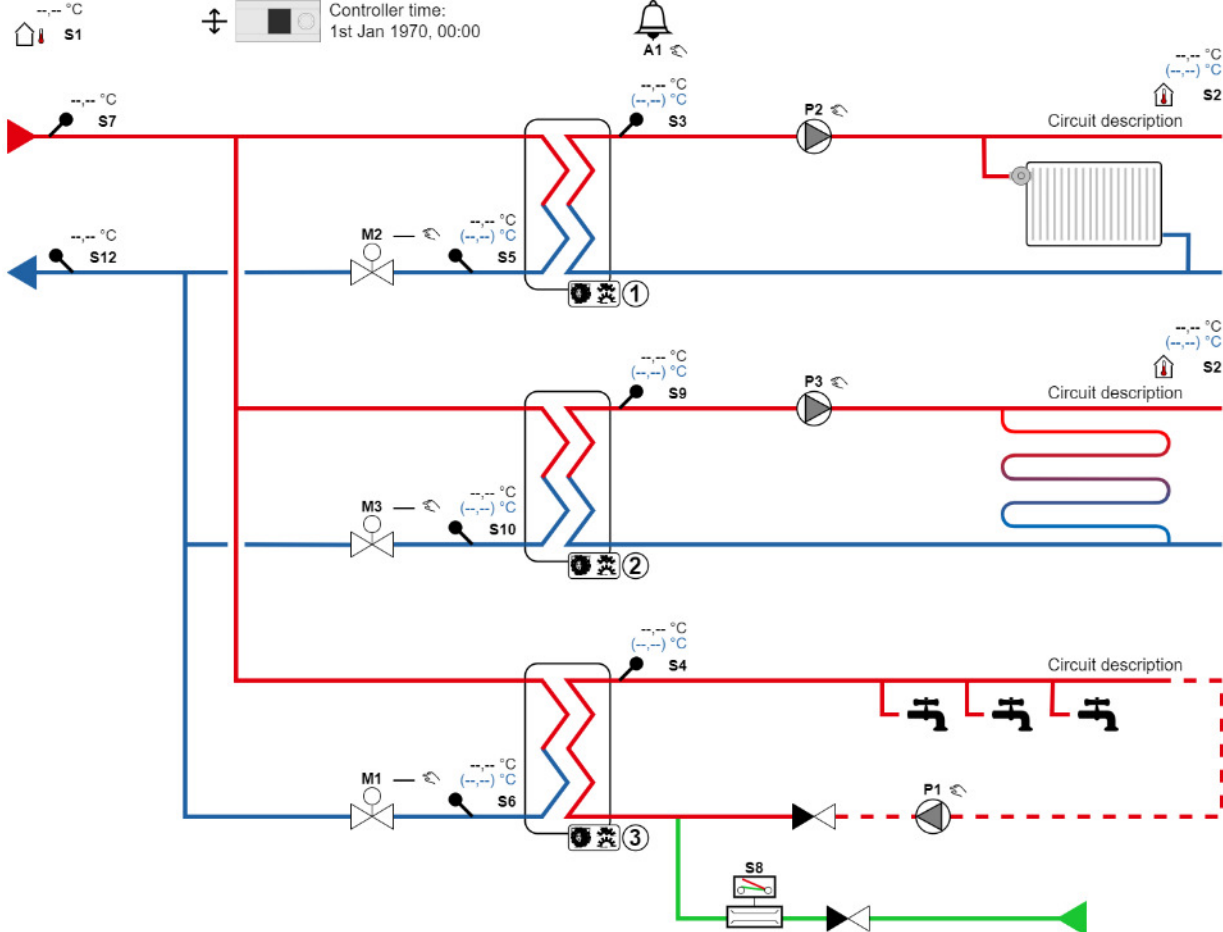 --,-- °C
S1
Controller time:
1st Jan 1970, 00:00
A1
--,-- °C
(--,--) °C
S2
--,-- °C
S7
--,-- °C
(--,--) °C
S3
P2
Circuit description
--,-- °C
S12
M2
--,-- °C
(--,--) °C
S5
1
--,-- °C
(--,--) °C
S2
--,-- °C
(--,--) °C
S9
P3
Circuit description
M3
--,-- °C
(--,--) °C
S10
2
--,-- °C
(--,--) °C
S4
Circuit description
M1
--,-- °C
(--,--) °C
S6
P1
3
S8